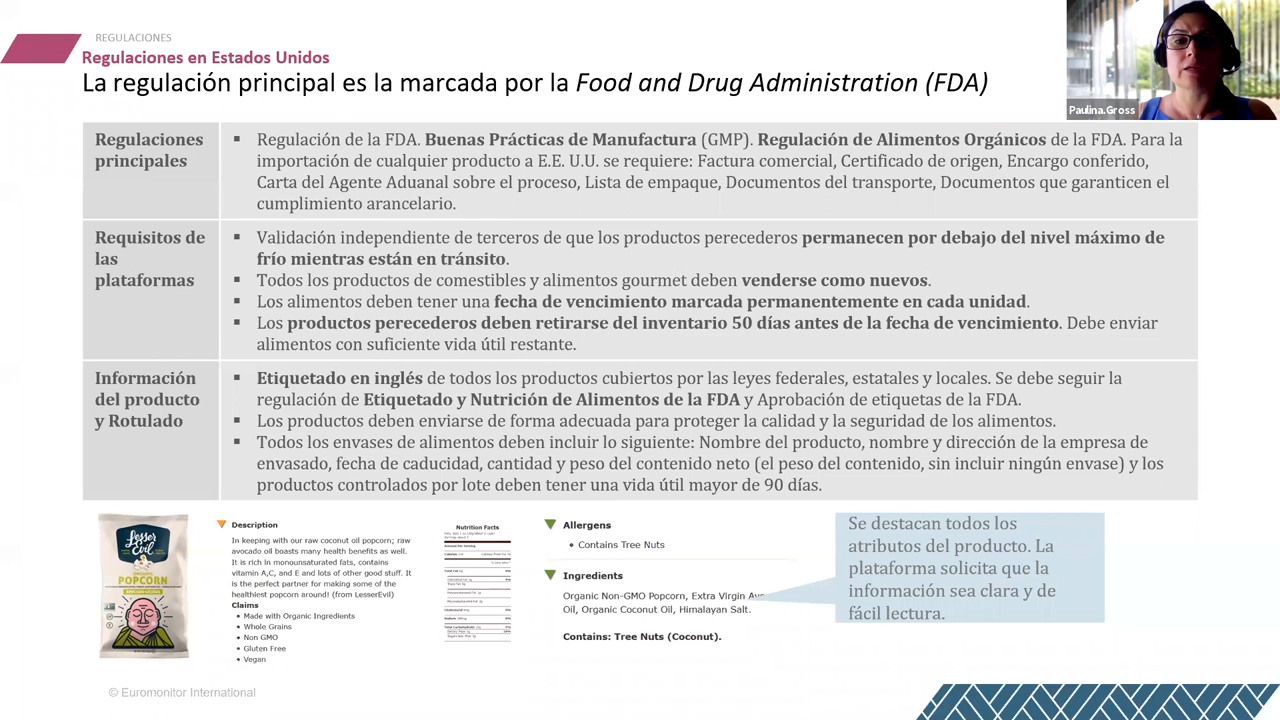 REGULACIONES
Regulaciones en Estados Unidos
La regulación principal es la marcada por la Food and Drug Administration (FDA)
Paulina.Gross
Regulaciones principales
▪ Regulación de la FDA. Buenas Prácticas de Manufactura (GMP). Regulación de Alimentos Orgánicos de la FDA. Para la
importación de cualquier producto a E.E. U.U. se requiere: Factura comercial, Certificado de origen, Encargo conferido,
Carta del Agente Aduanal sobre el proceso, Lista de empaque, Documentos del transporte, Documentos que garanticen el
cumplimiento arancelario.
Requisitos de
las
plataformas
▪ Validación independiente de terceros de que los productos perecederos permanecen por debajo del nivel máximo de
frío mientras están en tránsito.
▪ Todos los productos de comestibles y alimentos gourmet deben venderse como nuevos.
▪ Los alimentos deben tener una fecha de vencimiento marcada permanentemente en cada unidad.
▪ Los productos perecederos deben retirarse del inventario 50 días antes de la fecha de vencimiento. Debe enviar
alimentos con suficiente vida útil restante.
Información
del producto
y Rotulado
▪ Etiquetado en inglés de todos los productos cubiertos por las leyes federales, estatales y locales. Se debe seguir la
regulación de Etiquetado y Nutrición de Alimentos de la FDA y Aprobación de etiquetas de la FDA.
▪ Los productos deben enviarse de forma adecuada para proteger la calidad y la seguridad de los alimentos.
▪ Todos los envases de alimentos deben incluir lo siguiente: Nombre del producto, nombre y dirección de la empresa de
envasado, fecha de caducidad, cantidad y peso del contenido neto (el peso del contenido, sin incluir ningún envase) y los
productos controlados por lote deben tener una vida útil mayor de 90 días.
Lesser
Evil
POPCORN
Description
In keeping with our raw coconut oil popcorn; raw
avocado oil boasts many health benefits as well.
It is rich in monounsaturated fats, contains
vitamin A,C, and E and lots of other good stuff. It
is the perfect partner for making some of the
healthiest popcorn around! (from LesserEvil)
Claims
• Made with Organic Ingredients
• Whole Grains
• Non GMO
• Gluten Free
• Vegan
Nutrition Facts
Allergens
• Contains Tree Nuts
Ingredients
Organic Non-GMO Popcorn, Extra Virgin
Oil, Organic Coconut Oil, Himalayan Salt.
Contains: Tree Nuts (Coconut).
Se destacan todos los
atributos del producto. La
plataforma solicita que la
información sea clara y de
fácil lectura.
© Euromonitor International